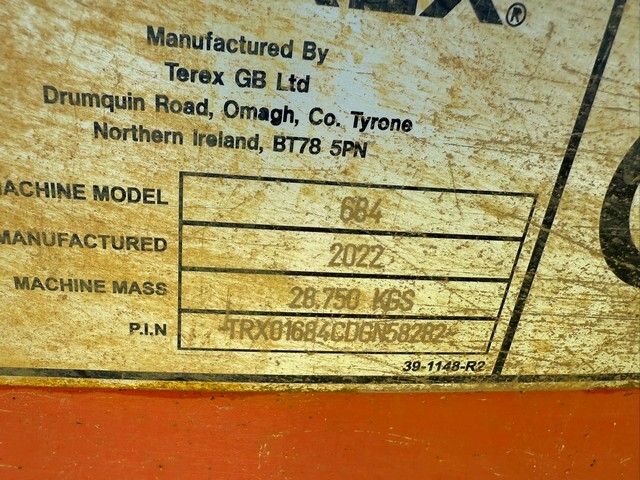 Manufactured By
Terex GB Ltd
Drumquin Road, Omagh, Co. Tyrone
Northern Ireland, BT78 5PN
MACHINE MODEL 684
MANUFACTURED 2022
MACHINE MASS 28.750 KGS
P.I.N *TRX01684CDGN58282*
39-1148-R2